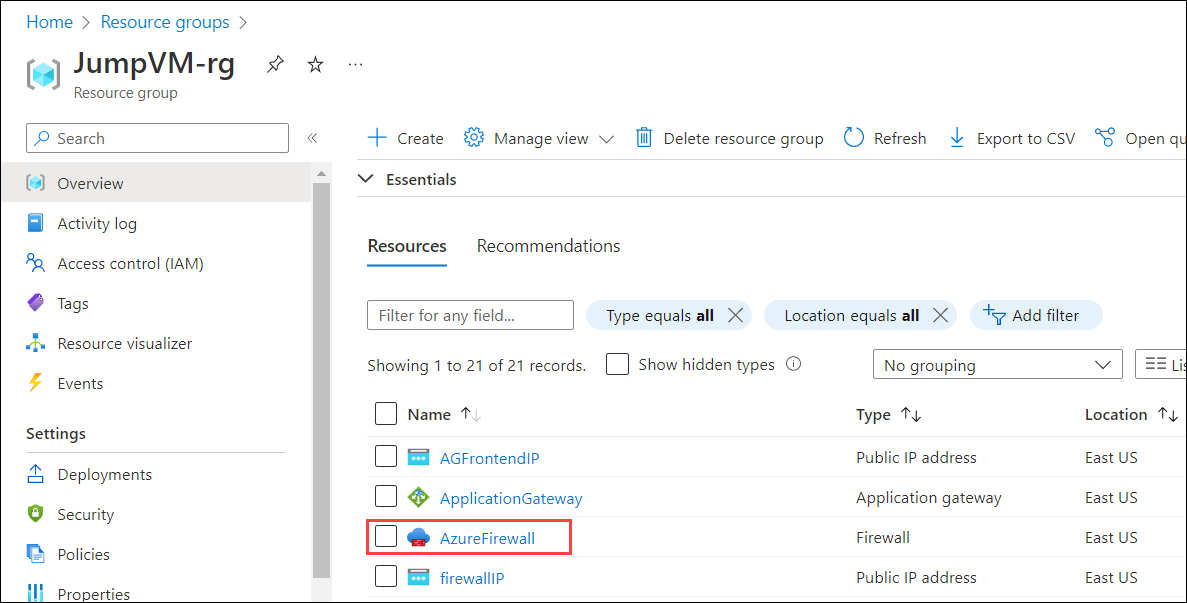 Home > Resource groups >
JumpVM-rg
Resource group
Search
Overview
Activity log
Access control (IAM)
Tags
Resource visualizer
Events
Settings
Deployments
Security
Policies
Properties
Create Manage view Delete resource group Refresh Export to CSV Open qu
Essentials
Resources Recommendations
Filter for any field... Type equals all Location equals all Add filter
Showing 1 to 21 of 21 records. Show hidden types No grouping Lis
Name Type Location
AGFrontendIP Public IP address East US
ApplicationGateway Application gateway East US
AzureFirewall Firewall East US
firewallIP Public IP address East US